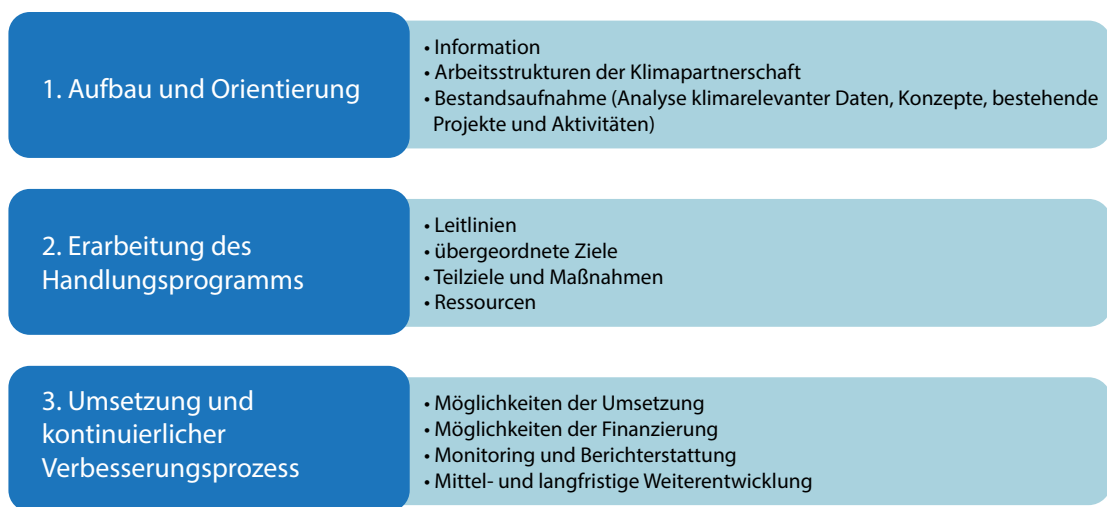 1. Aufbau und Orientierung
• Information
• Arbeitsstrukturen der Klimapartnerschaft
• Bestandsaufnahme (Analyse klimarelevanter Daten, Konzepte, bestehende
Projekte und Aktivitäten)
2. Erarbeitung des
Handlungsprogramms
• Leitlinien
• übergeordnete Ziele
• Teilziele und Maßnahmen
• Ressourcen
3. Umsetzung und
kontinuierlicher
Verbesserungsprozess
• Möglichkeiten der Umsetzung
• Möglichkeiten der Finanzierung
• Monitoring und Berichterstattung
• Mittel- und langfristige Weiterentwicklung